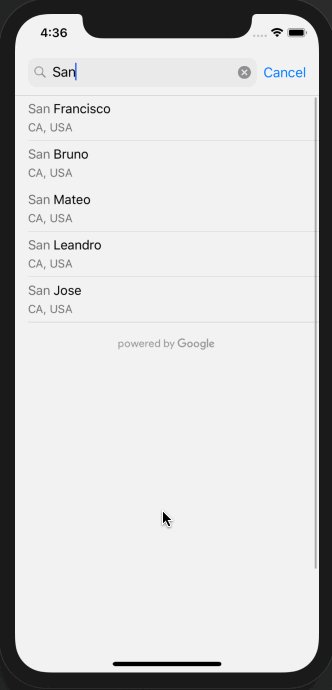 4:36
San
Cancel
San Francisco
CA, USA
San Bruno
CA, USA
San Mateo
CA, USA
San Leandro
CA, USA
San Jose
CA, USA
powered by Google